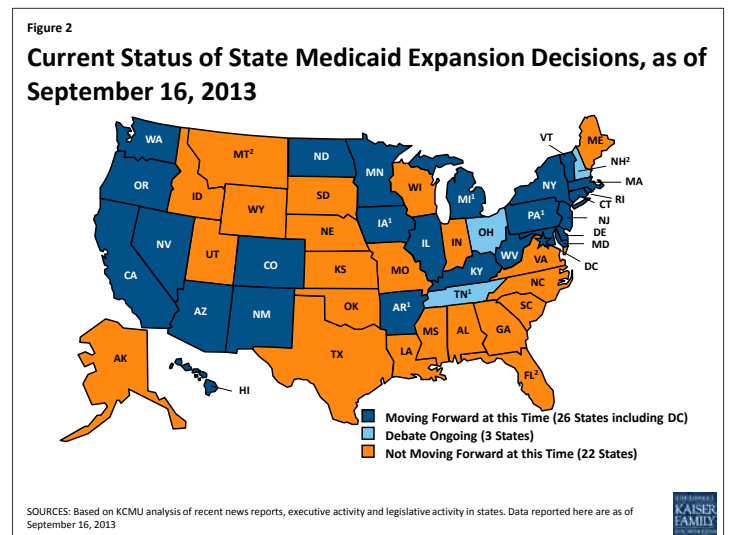 Figure 2
Current Status of State Medicaid Expansion Decisions, as of
September 16, 2013
WA
MT²
ND
MN
VT
ME
NH²
OR
ID
SD
WI
MI¹
NY
MA
WY
RI
CT
IA¹
PA¹
NJ
NE
OH
DE
NV
IL
IN
MD
UT
WV
VA
CO
DC
CA
KS
MO
KY
NC
TN¹
AZ
NM
OK
AR¹
SC
MS
AL
GA
TX
LA
AK
FL²
HI
Moving Forward at this Time (26 States including DC)
Debate Ongoing (3 States)
Not Moving Forward at this Time (22 States)
SOURCES: Based on KCMU analysis of recent news reports, executive activity and legislative activity in states. Data reported here are as of
September 16, 2013
KAISER
FAMILY